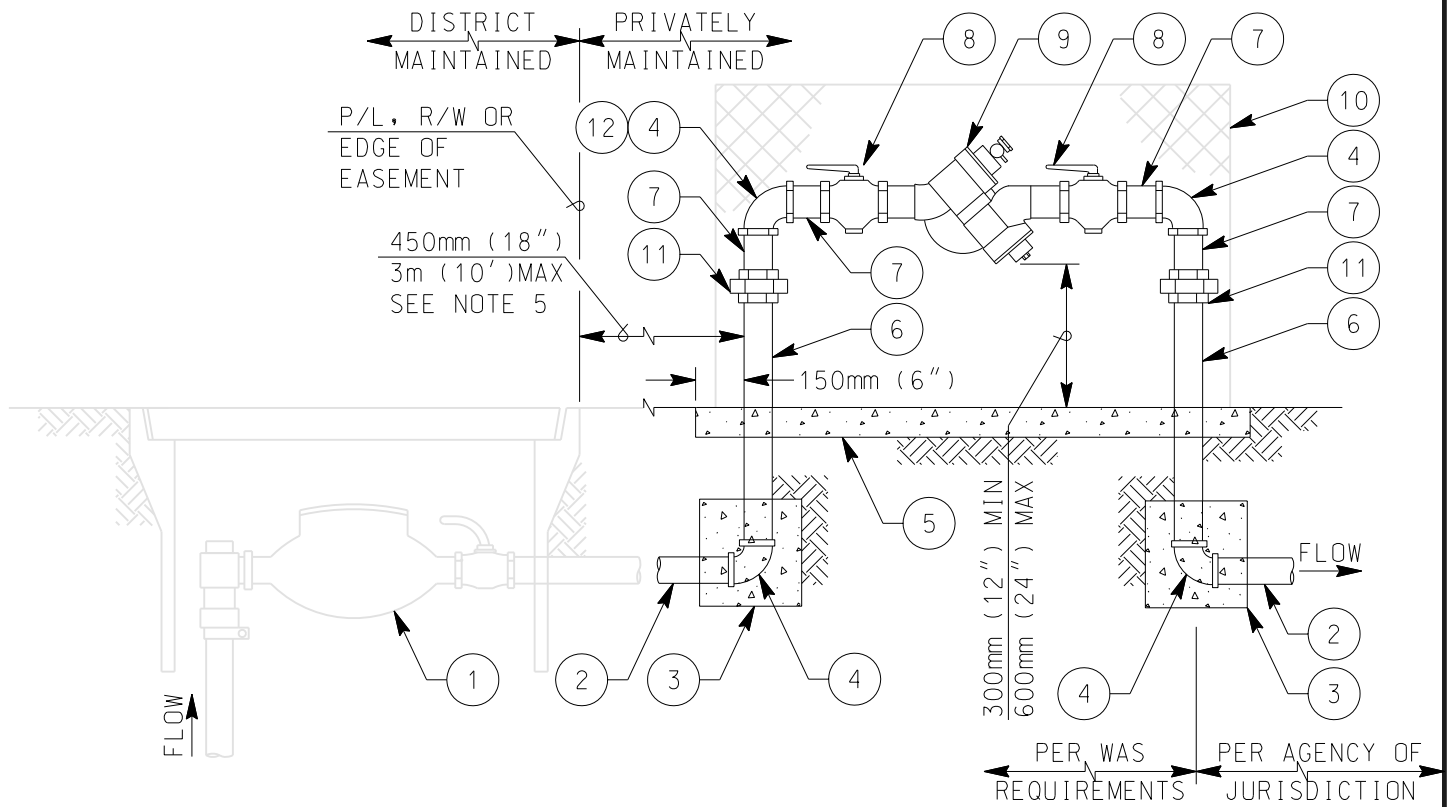 DISTRICT
MAINTAINED
PRIVATELY
MAINTAINED
8
9
8
7
10
P/L, R/W OR
EDGE OF
EASEMENT
12
4
4
7
7
450mm (18")
3m (10')MAX
SEE NOTE 5
11
7
11
6
6
150mm (6")
5
300mm (12") MIN
600mm (24") MAX
FLOW
FLOW
1
2
3
4
4
2
3
PER WAS
REQUIREMENTS
PER AGENCY OF
JURISDICTION